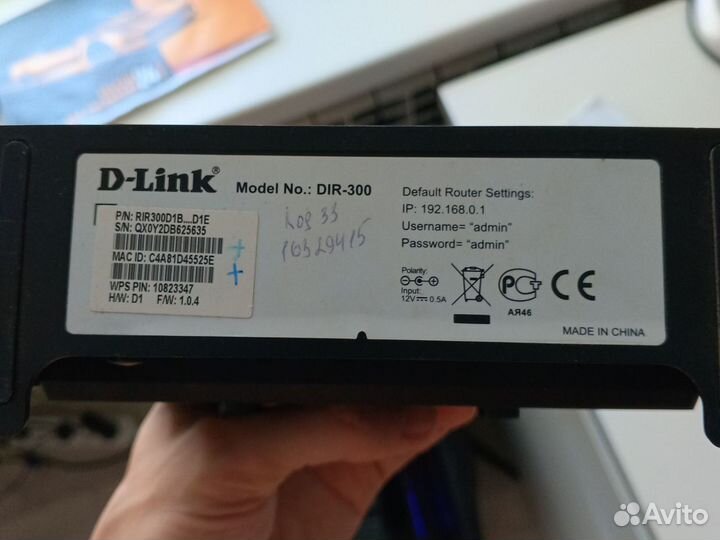 D-Link®
Model No.: DIR-300
P/N: RIR300D1B....D1E
S/N: QX0Y2DB625635
MAC ID: C4A81D45525E
WPS PIN: 10823347
H/W: D1 F/W: 1.0.4
Default Router Settings:
IP: 192.168.0.1
Username= “admin”
Password= “admin”
Polarity:
Input:
12V 0.5A
АЯ46
CE
MADE IN CHINA
Avito